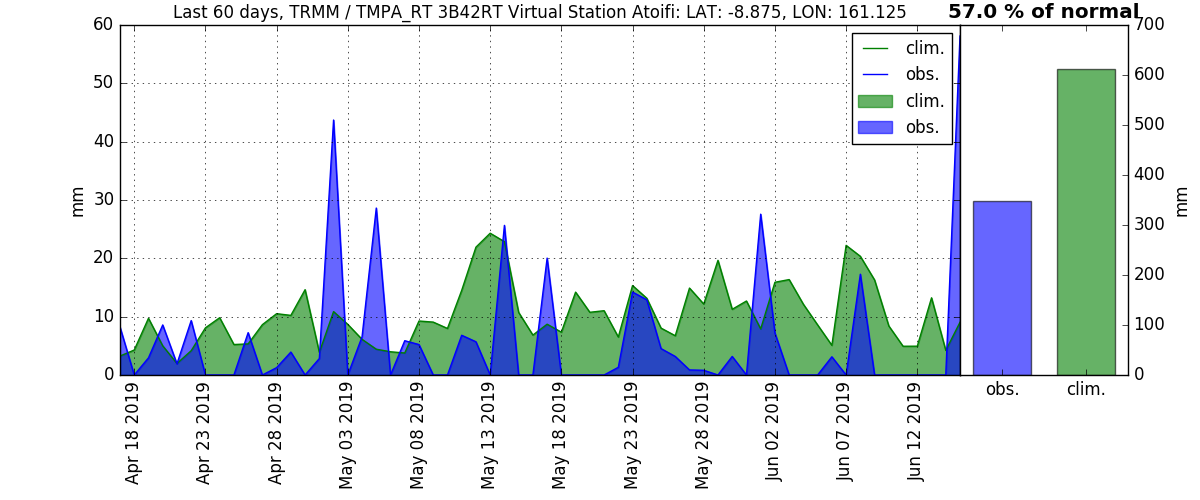 Last 60 days, TRMM / TMPA_RT 3B42RT Virtual Station Atoifi: LAT: -8.875, LON: 161.125
57.0 % of normal
60
50
40
30
20
10
0
mm
clim.
obs.
clim.
obs.
700
600
500
400
300
200
100
0
mm
Apr 18 2019
Apr 23 2019
Apr 28 2019
May 03 2019
May 08 2019
May 13 2019
May 18 2019
May 23 2019
May 28 2019
Jun 02 2019
Jun 07 2019
Jun 12 2019
obs.
clim.